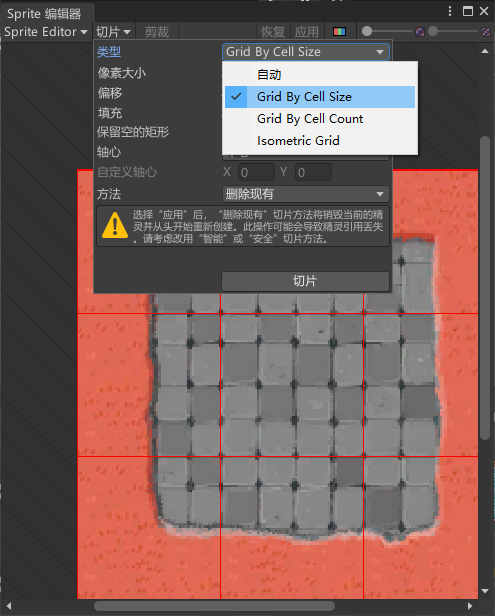 Sprite 编辑器
Sprite Editor 切片 剪裁 恢复 应用
类型 Grid By Cell Size
像素大小 自动
偏移 Grid By Cell Size
填充 Grid By Cell Count
保留空的矩形 Isometric Grid
轴心
自定义轴心 X 0 Y 0
方法 删除现有
选择“应用”后，“删除现有”切片方法将销毁当前的精
灵并从头开始重新创建。此操作可能会导致精灵引用丢失
。请考虑改用“智能”或“安全”切片方法。
切片